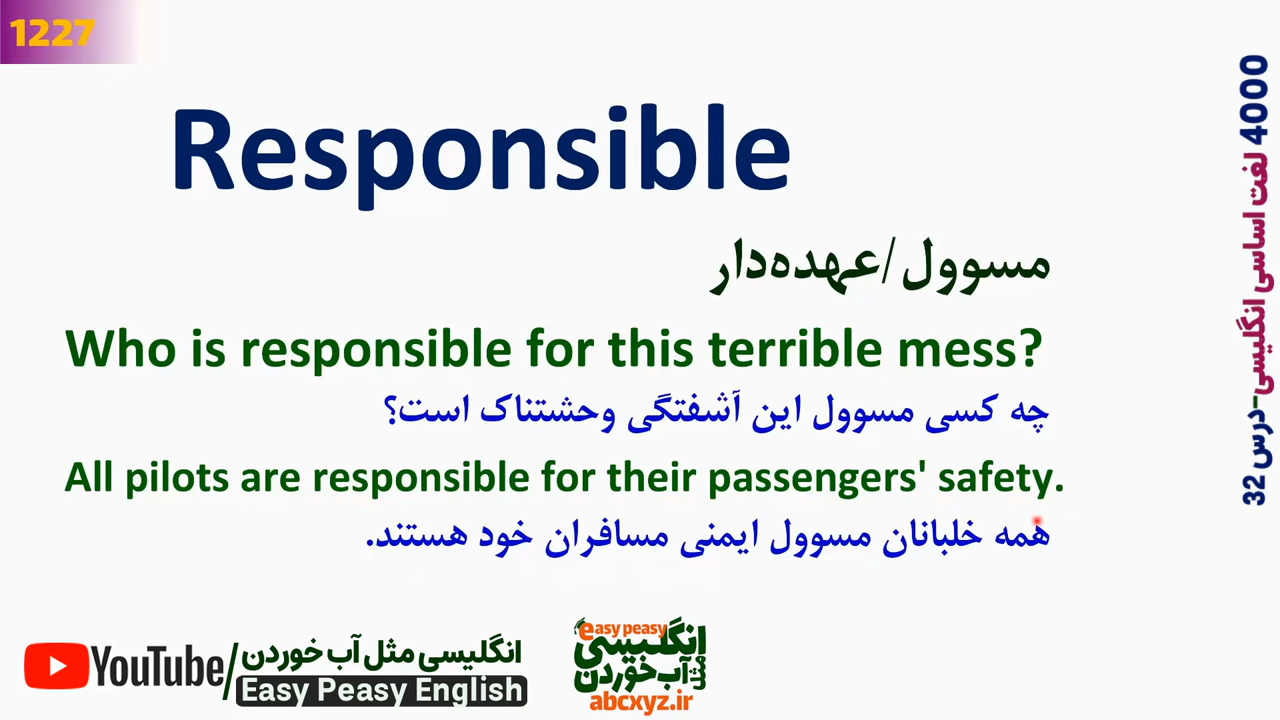 1227
Responsible
مسوول/عهده‌دار
Who is responsible for this terrible mess?
چه کسی مسوول این آشفتگی وحشتناک است؟
All pilots are responsible for their passengers' safety.
همه خلبانان مسوول ایمنی مسافران خود هستند.
4000 لغت اساسی انگلیسی-درس 32
YouTube/انگلیسی مثل آب خوردن
Easy Peasy English
easy peasy
انگلیسی
مثل آب خوردن
abcxyz.ir